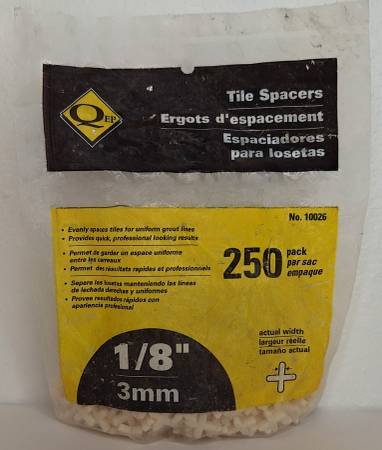 QEP
Tile Spacers
Ergots d'espacement
Espaciadores
para losetas
No. 10026
• Evenly spaces tiles for uniform grout lines
• Provides quick, professional looking results
• Permet de garder un espace uniforme
entre les carreaux
• Permet des résultats rapides et professionnels
• Separa las losetas manteniendo las líneas
de lechada derechas y uniformes
• Provee resultados rápidos con
apariencia profesional
250 pack
par sac
empaque
1/8"
3mm
actual width
largeur réelle
tamaño actual